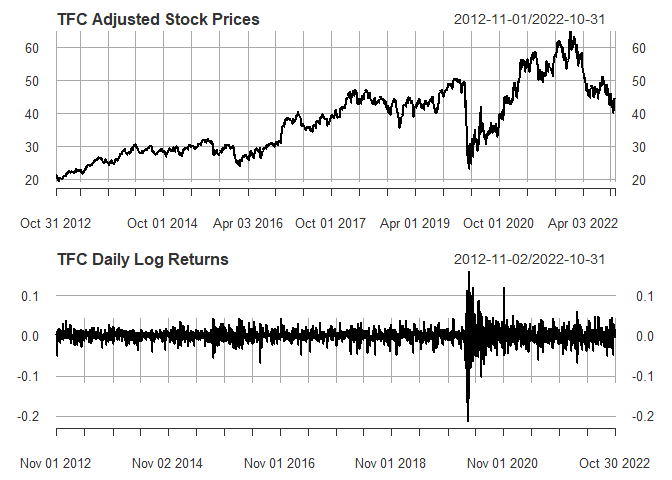 TFC Adjusted Stock Prices 2012-11-01/2022-10-31
60 60
50 50
40 40
30 30
20 20
Oct 31 2012 Oct 01 2014 Apr 03 2016 Oct 01 2017 Apr 01 2019 Oct 01 2020 Apr 03 2022
TFC Daily Log Returns 2012-11-02/2022-10-31
0.1 0.1
0.0 0.0
-0.1 -0.1
-0.2 -0.2
Nov 01 2012 Nov 02 2014 Nov 01 2016 Nov 01 2018 Nov 01 2020 Oct 30 2022